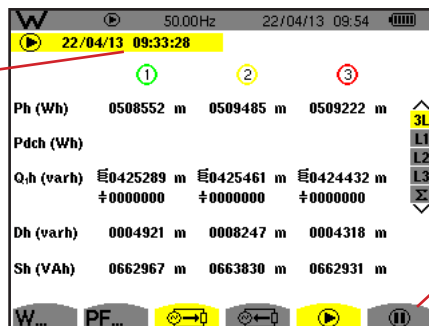 W 50.00Hz 22/04/13 09:54
22/04/13 09:33:28
1 2 3
Ph (Wh) 0508552 m 0509485 m 0509222 m
3L
Pdch (Wh)
L1
L2
Q₁h (varh) 0425289 m 0425461 m 0424432 m
L3
÷0000000 ÷0000000 ÷0000000
Σ
Dh (varh) 0004921 m 0008247 m 0004318 m
Sh (VAh) 0662967 m 0663830 m 0662931 m
W... PF...